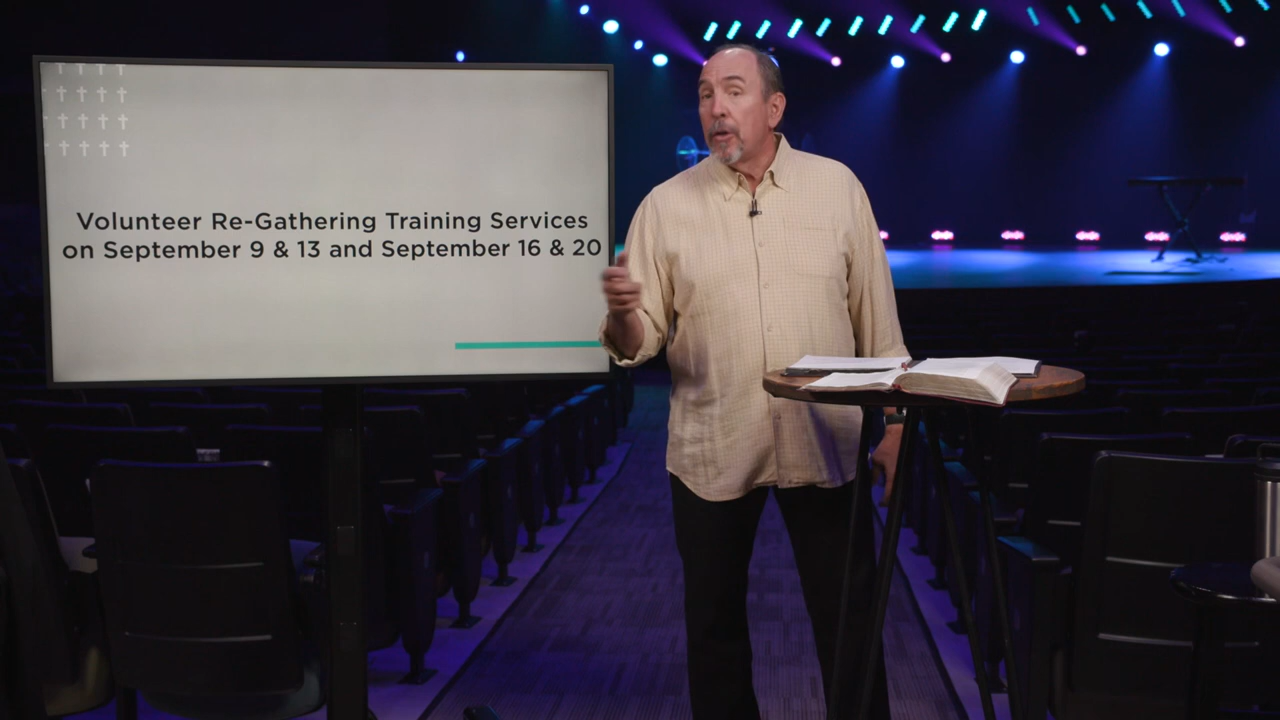 Volunteer Re-Gathering Training Services
on September 9 & 13 and September 16 & 20